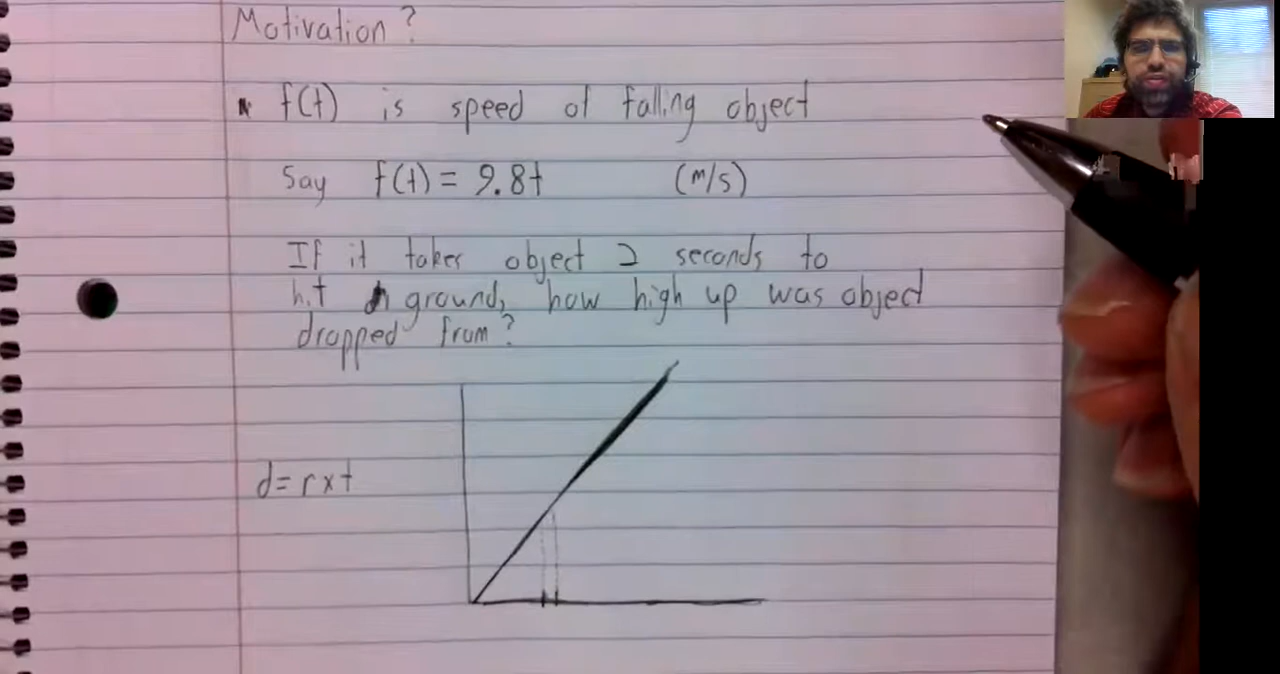 Motivation?
f(t) is speed of falling object
Say f(t) = 9.8t (m/s)
If it takes object 2 seconds to
hit ground, how high up was object
dropped from?
d = r x t